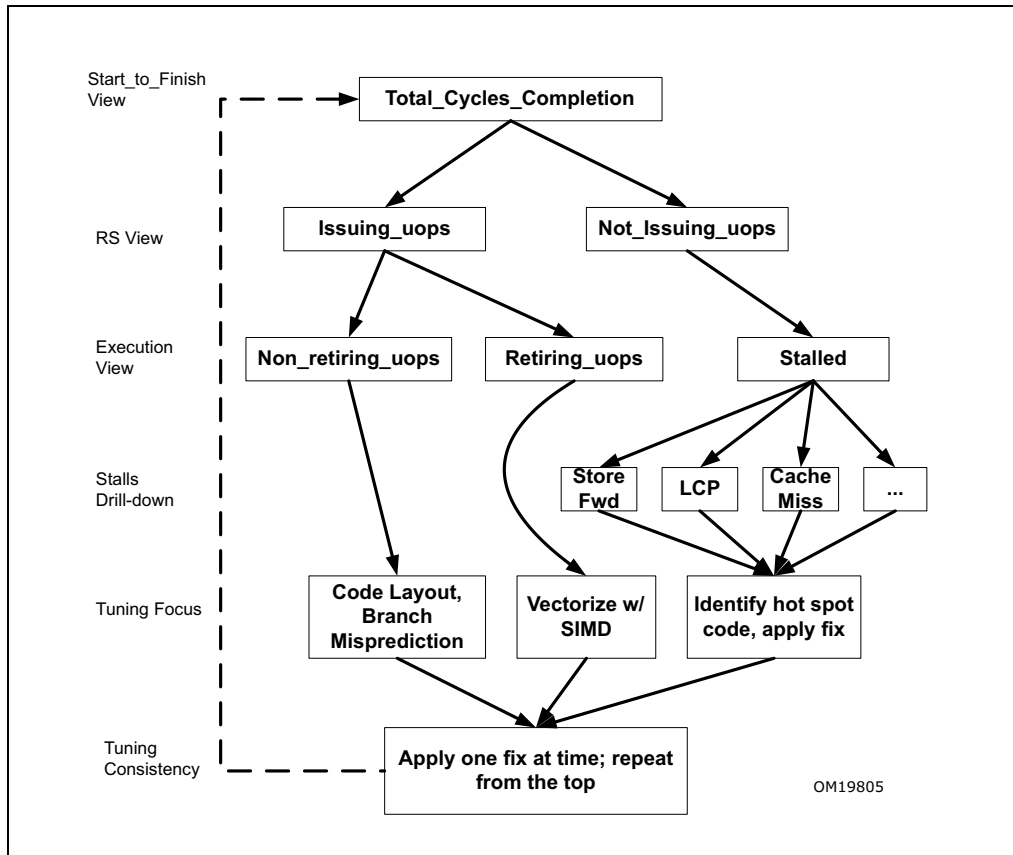 Start_to_Finish
View
Total_Cycles_Completion
RS View
Issuing_uops
Not_Issuing_uops
Execution
View
Non_retiring_uops
Retiring_uops
Stalled
Stalls
Drill-down
Store
Fwd
LCP
Cache
Miss
...
Tuning Focus
Code Layout,
Branch
Misprediction
Vectorize w/
SIMD
Identify hot spot
code, apply fix
Tuning
Consistency
Apply one fix at time; repeat
from the top
OM19805